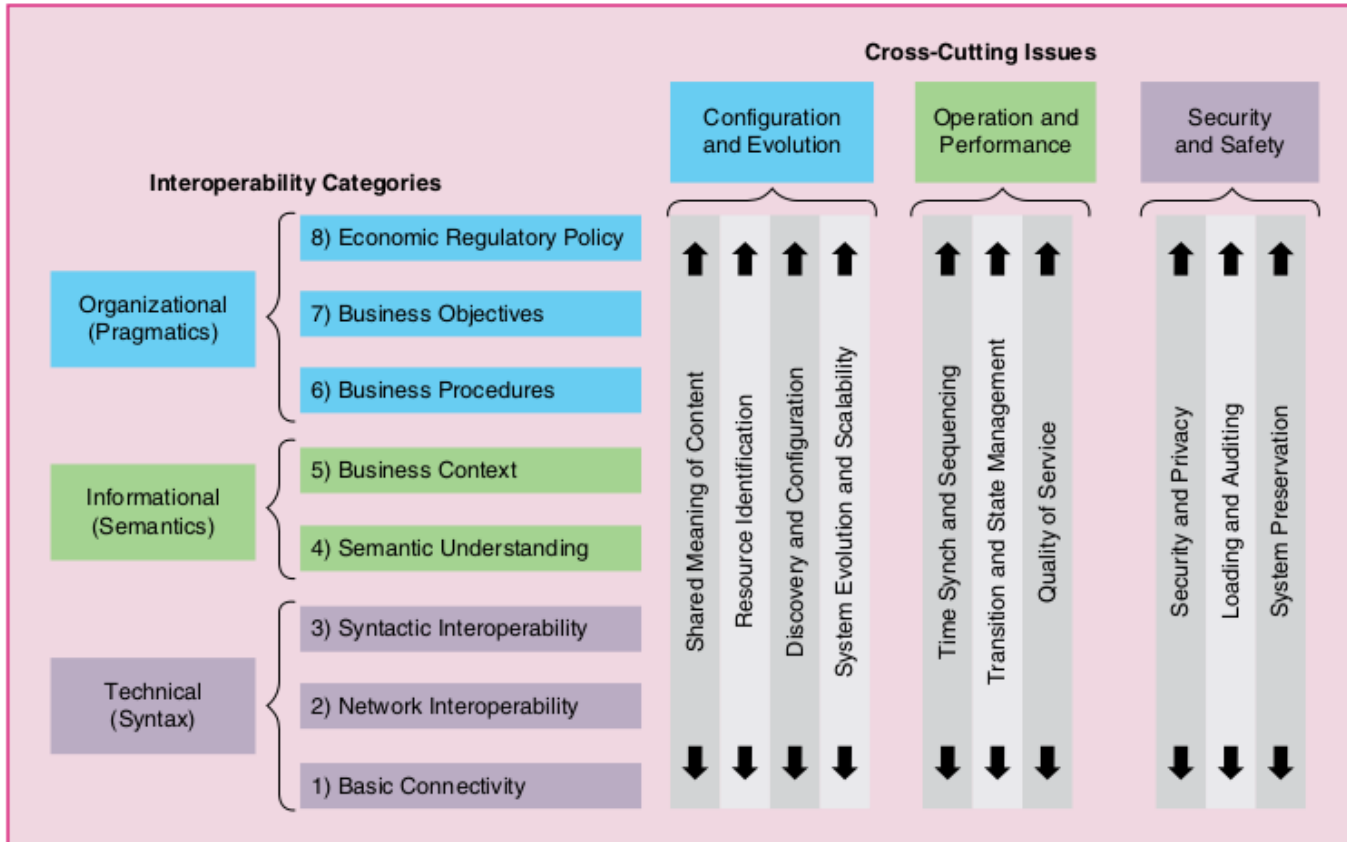 Cross-Cutting Issues
Configuration
and Evolution
Operation and
Performance
Security
and Safety
Interoperability Categories
Organizational
(Pragmatics)
8) Economic Regulatory Policy
7) Business Objectives
6) Business Procedures
Informational
(Semantics)
5) Business Context
4) Semantic Understanding
Technical
(Syntax)
3) Syntactic Interoperability
2) Network Interoperability
1) Basic Connectivity
Shared Meaning of Content
Resource Identification
Discovery and Configuration
System Evolution and Scalability
Time Synch and Sequencing
Transition and State Management
Quality of Service
Security and Privacy
Loading and Auditing
System Preservation